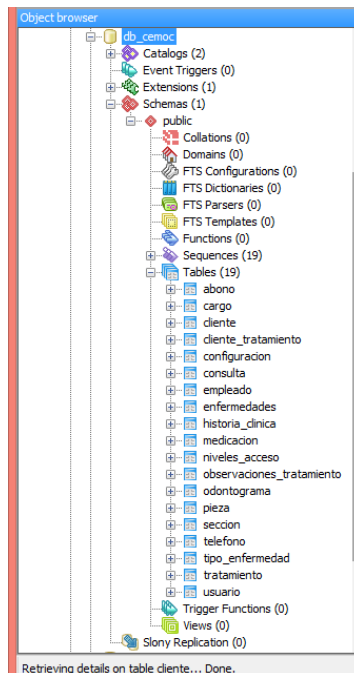 Object browser
db_cemoc
Catalogs (2)
Event Triggers (0)
Extensions (1)
Schemas (1)
public
Collations (0)
Domains (0)
FTS Configurations (0)
FTS Dictionaries (0)
FTS Parsers (0)
FTS Templates (0)
Functions (0)
Sequences (19)
Tables (19)
abono
cargo
cliente
cliente_tratamiento
configuracion
consulta
empleado
enfermedades
historia_clinica
medicacion
niveles_acceso
observaciones_tratamiento
odontograma
pieza
seccion
telefono
tipo_enfermedad
tratamiento
usuario
Trigger Functions (0)
Views (0)
Slony Replication (0)
Retrieving details on table cliente... Done.